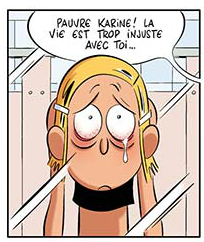 PAUVRE KARINE! LA
VIE EST TROP INJUSTE
AVEC TOI...